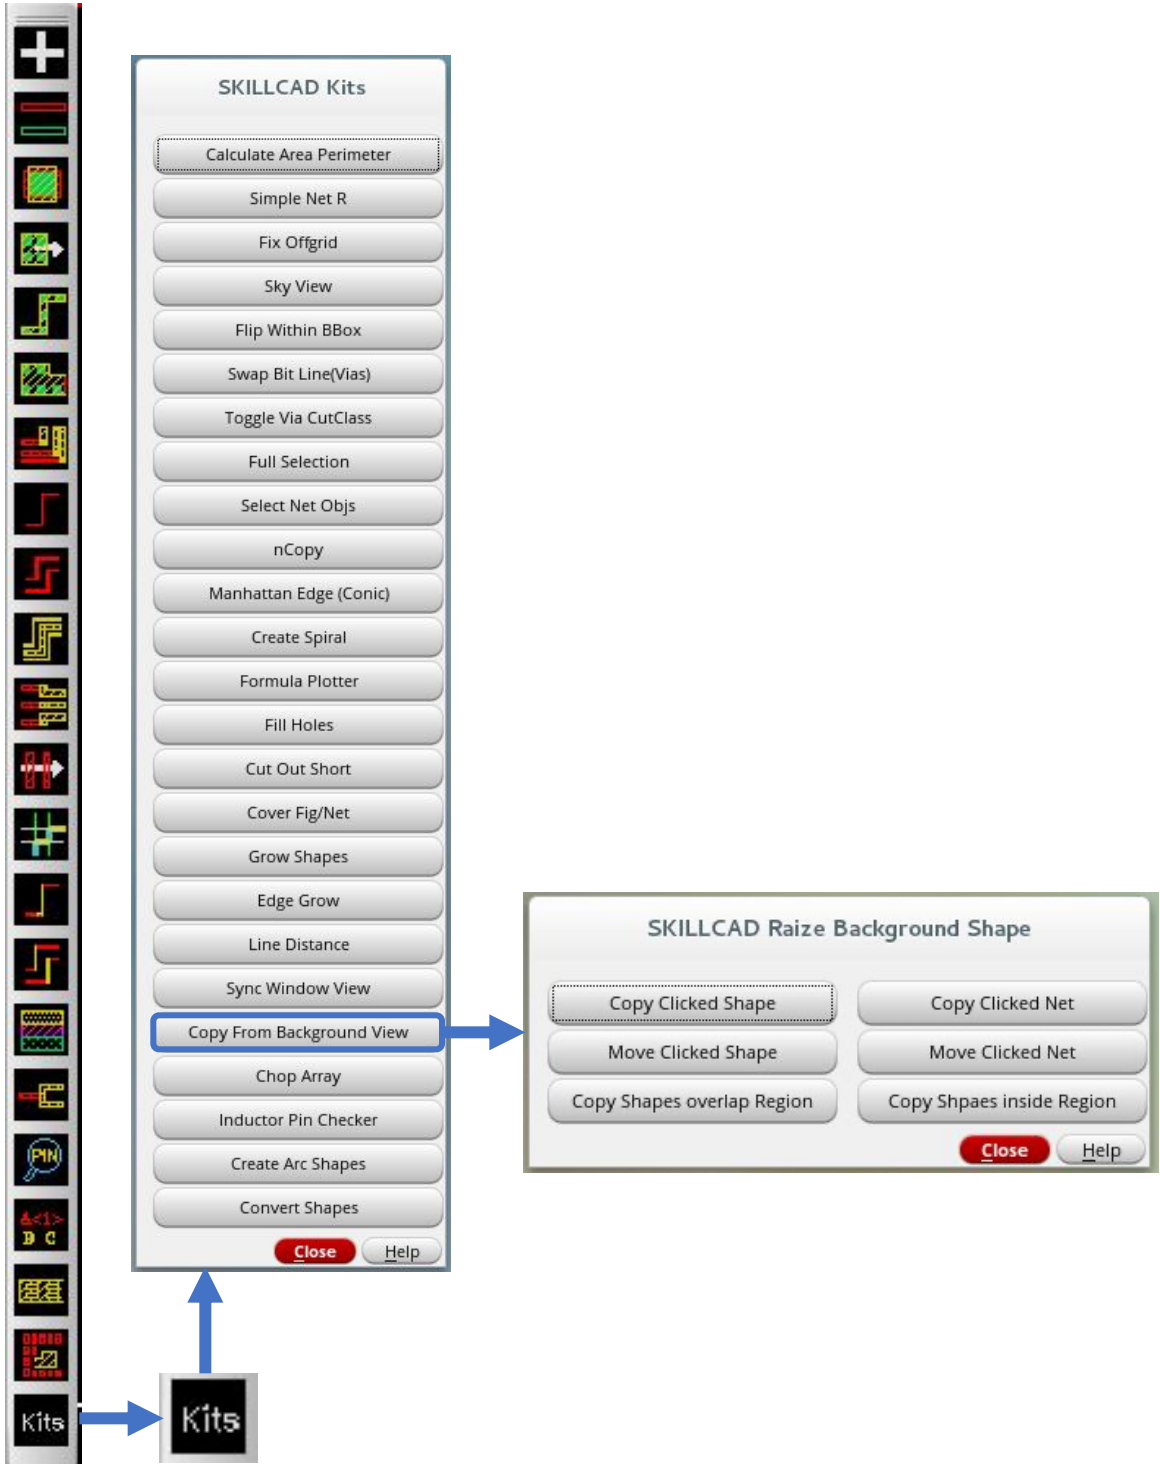 SKILLCAD Kits
Calculate Area Perimeter
Simple Net R
Fix Offgrid
Sky View
Flip Within BBox
Swap Bit Line(Vias)
Toggle Via CutClass
Full Selection
Select Net Objs
nCopy
Manhattan Edge (Conic)
Create Spiral
Formula Plotter
Fill Holes
Cut Out Short
Cover Fig/Net
Grow Shapes
Edge Grow
Line Distance
Sync Window View
Copy From Background View
Chop Array
Inductor Pin Checker
Create Arc Shapes
Convert Shapes
Close Help
SKILLCAD Raize Background Shape
Copy Clicked Shape Copy Clicked Net
Move Clicked Shape Move Clicked Net
Copy Shapes overlap Region Copy Shpaes inside Region
Close Help
PIN
A<1>
B C
Kits
Kits